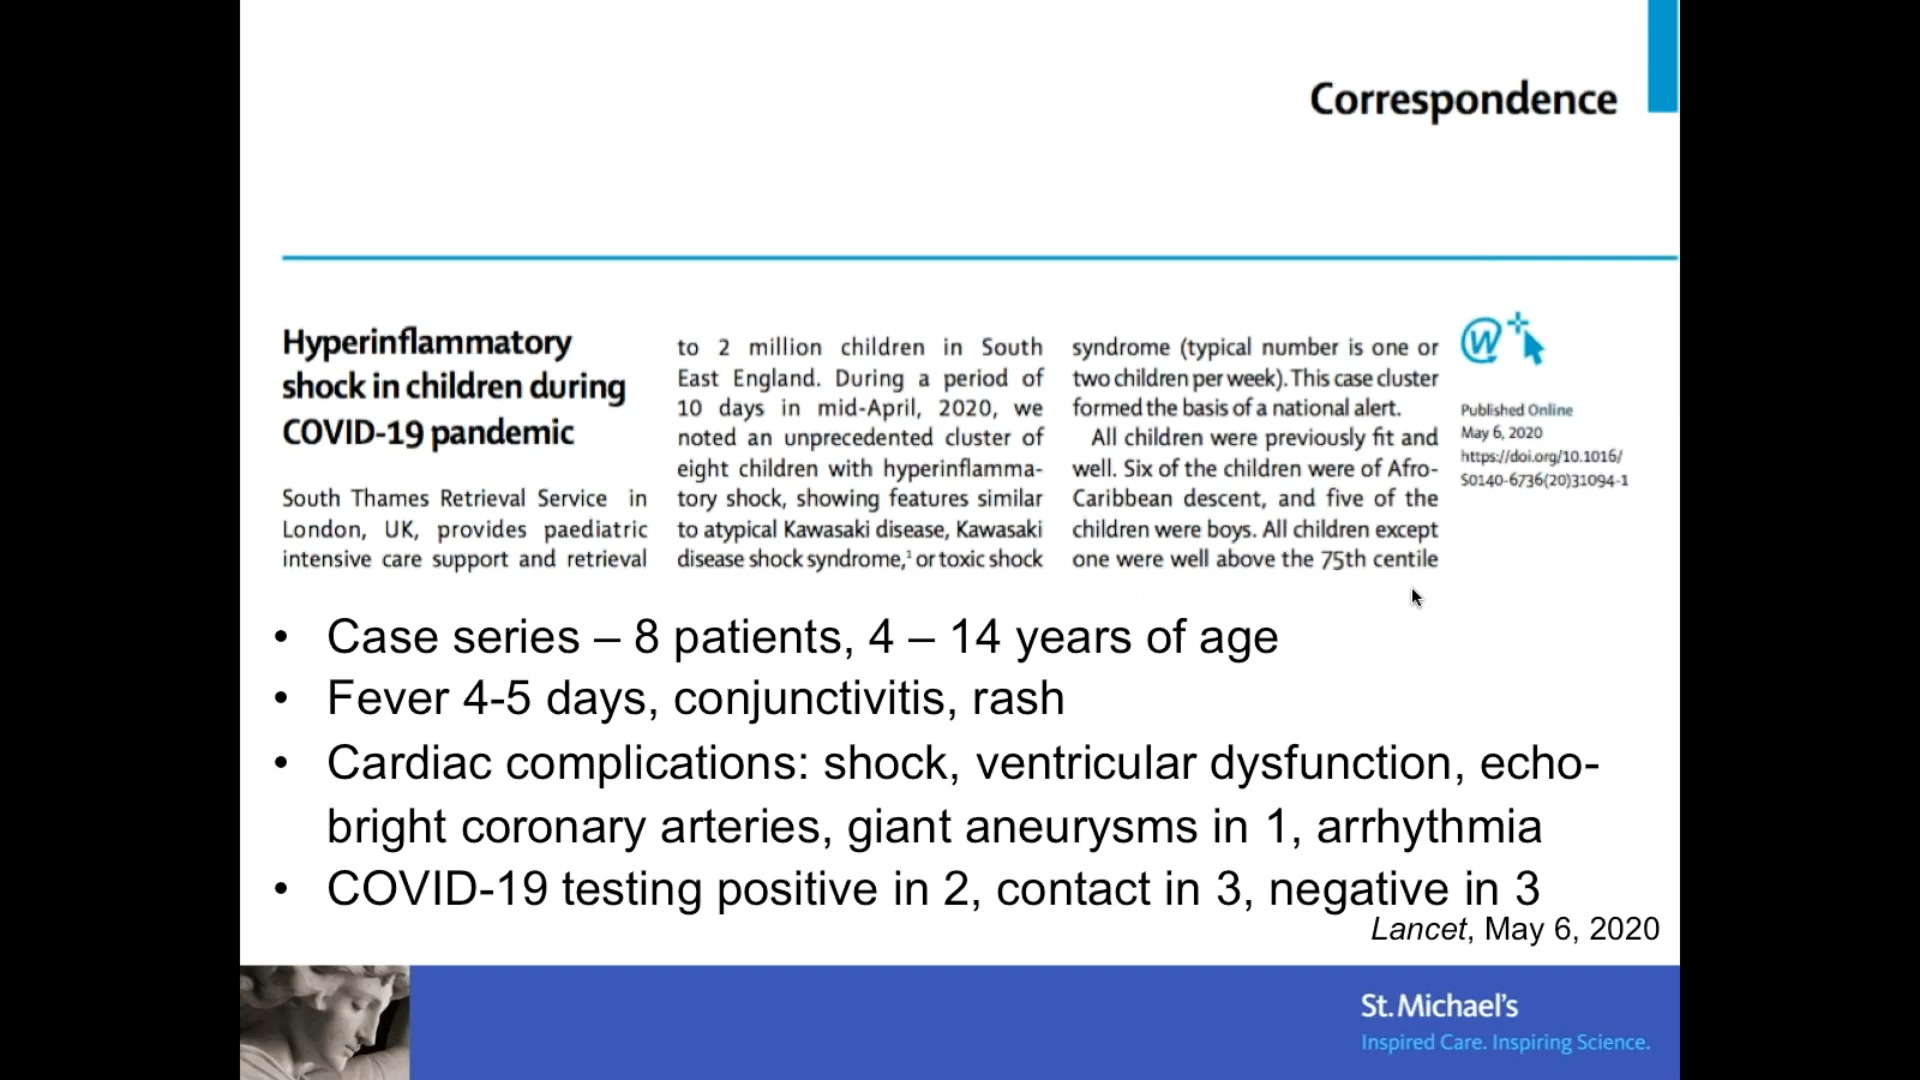 Correspondence
Hyperinflammatory
shock in children during
COVID-19 pandemic
South Thames Retrieval Service in
London, UK, provides paediatric
intensive care support and retrieval
to 2 million children in South
East England. During a period of
10 days in mid-April, 2020, we
noted an unprecedented cluster of
eight children with hyperinflamma-
tory shock, showing features similar
to atypical Kawasaki disease, Kawasaki
disease shock syndrome,¹ or toxic shock
syndrome (typical number is one or
two children per week). This case cluster
formed the basis of a national alert.
All children were previously fit and
well. Six of the children were of Afro-
Caribbean descent, and five of the
children were boys. All children except
one were well above the 75th centile
W
Published Online
May 6, 2020
https://doi.org/10.1016/
S0140-6736(20)31094-1
• Case series – 8 patients, 4 – 14 years of age
• Fever 4-5 days, conjunctivitis, rash
• Cardiac complications: shock, ventricular dysfunction, echo-
bright coronary arteries, giant aneurysms in 1, arrhythmia
• COVID-19 testing positive in 2, contact in 3, negative in 3
Lancet, May 6, 2020
St. Michael's
Inspired Care. Inspiring Science.